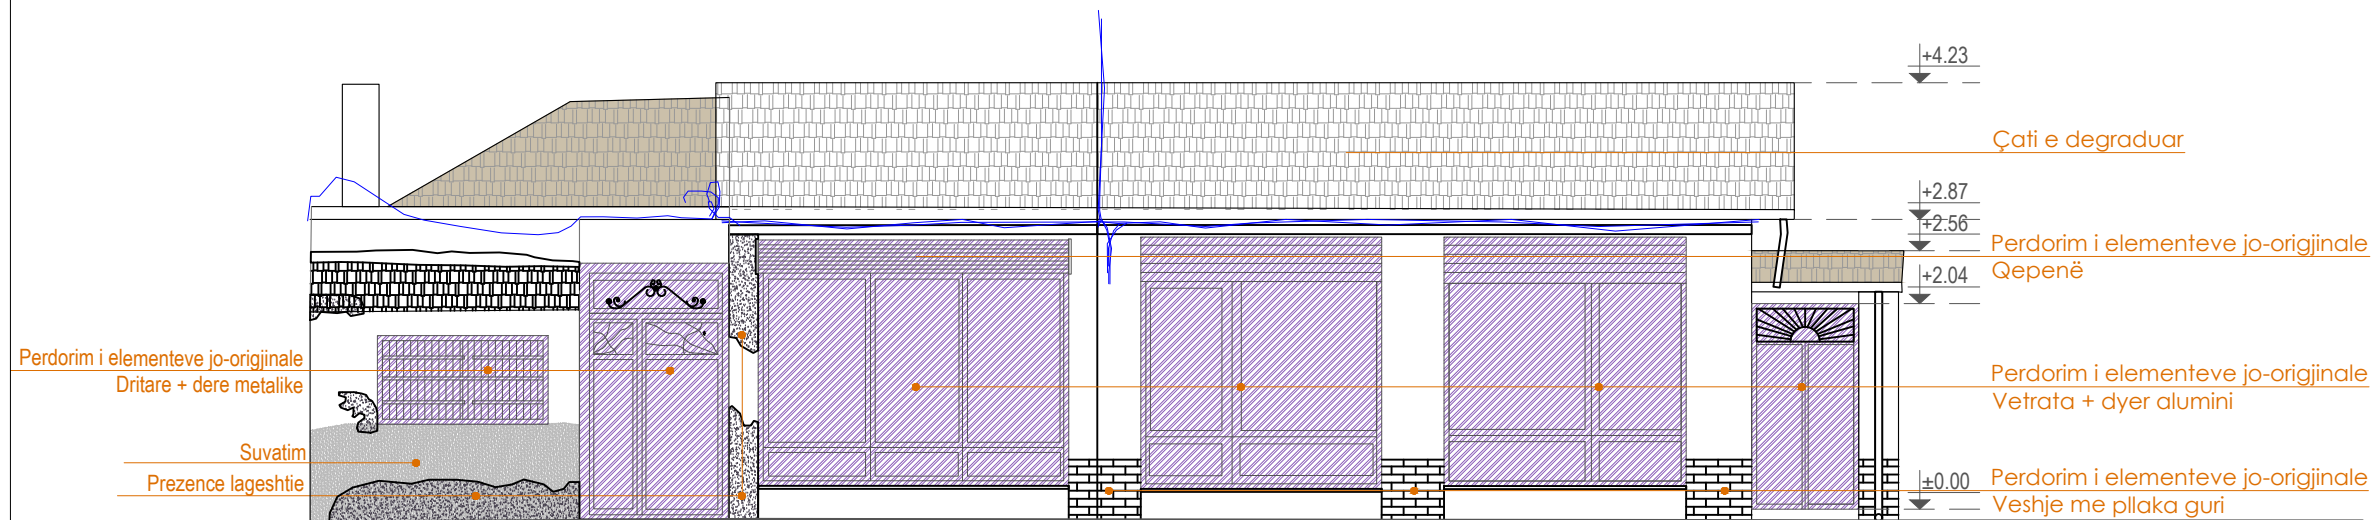 +4.23
Çati e degraduar
+2.87
+2.56
Perdorim i elementeve jo-origjinale
Qepenë
+2.04
Perdorim i elementeve jo-origjinale
Dritare + dere metalike
Perdorim i elementeve jo-origjinale
Vetrata + dyer alumini
Suvatim
Prezence lageshtie
±0.00
Perdorim i elementeve jo-origjinale
Veshje me pllaka guri